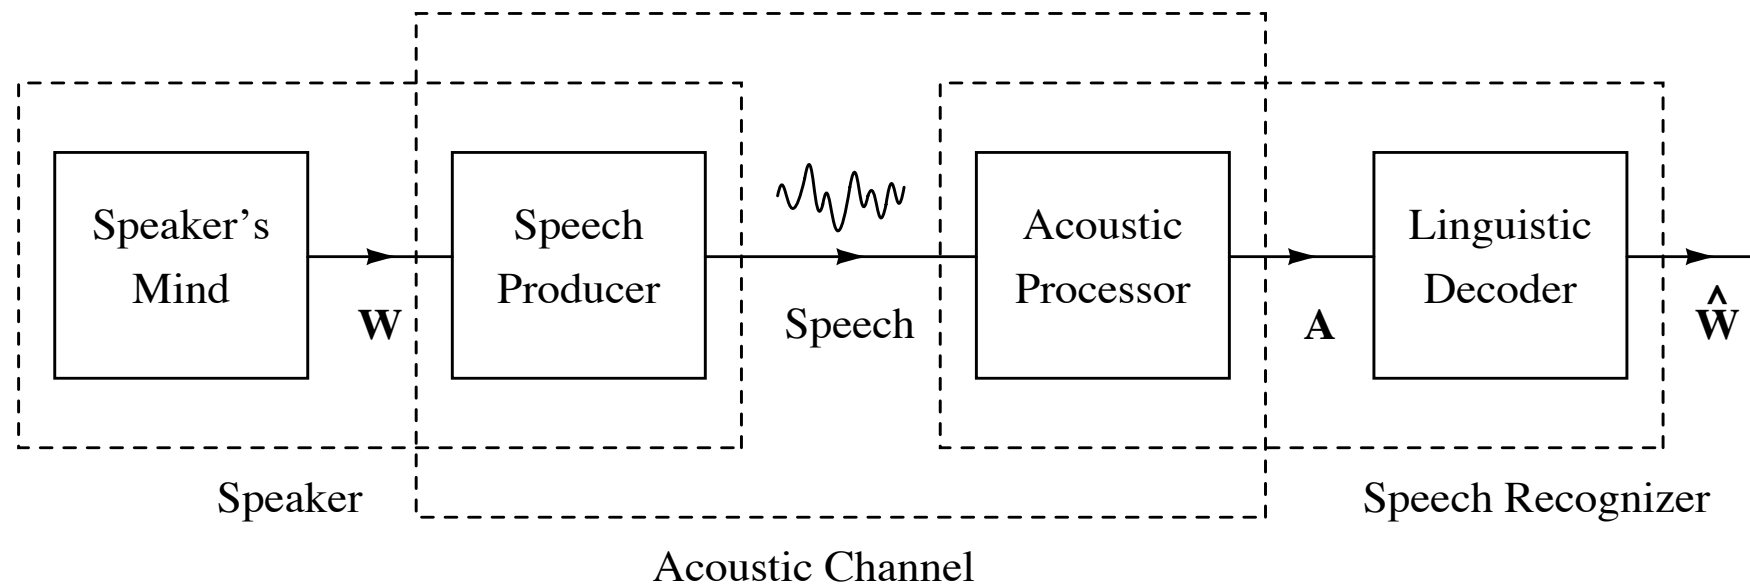 Speaker's
Mind
W
Speech
Producer
Speech
Acoustic
Processor
A
Linguistic
Decoder
Ŵ
Speaker
Speech Recognizer
Acoustic Channel